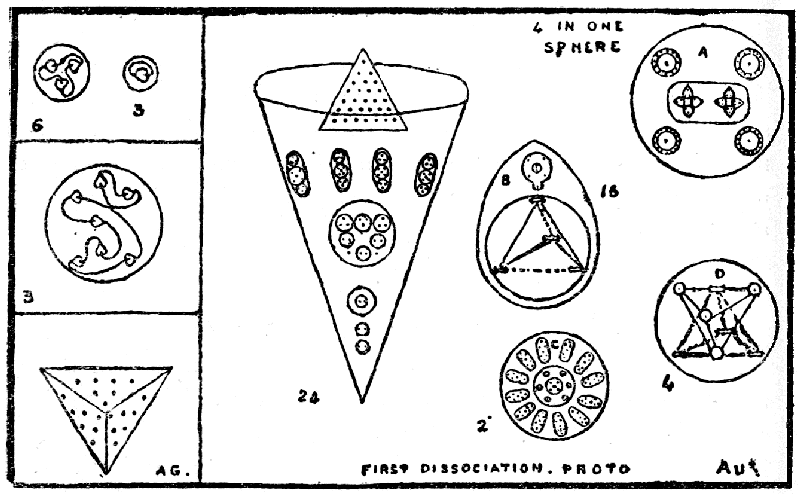 6
3
3
AG.
24
4 IN ONE
SPHERE
A
B
16
C
2
D
4
FIRST DISSOCIATION. PROTO
Au